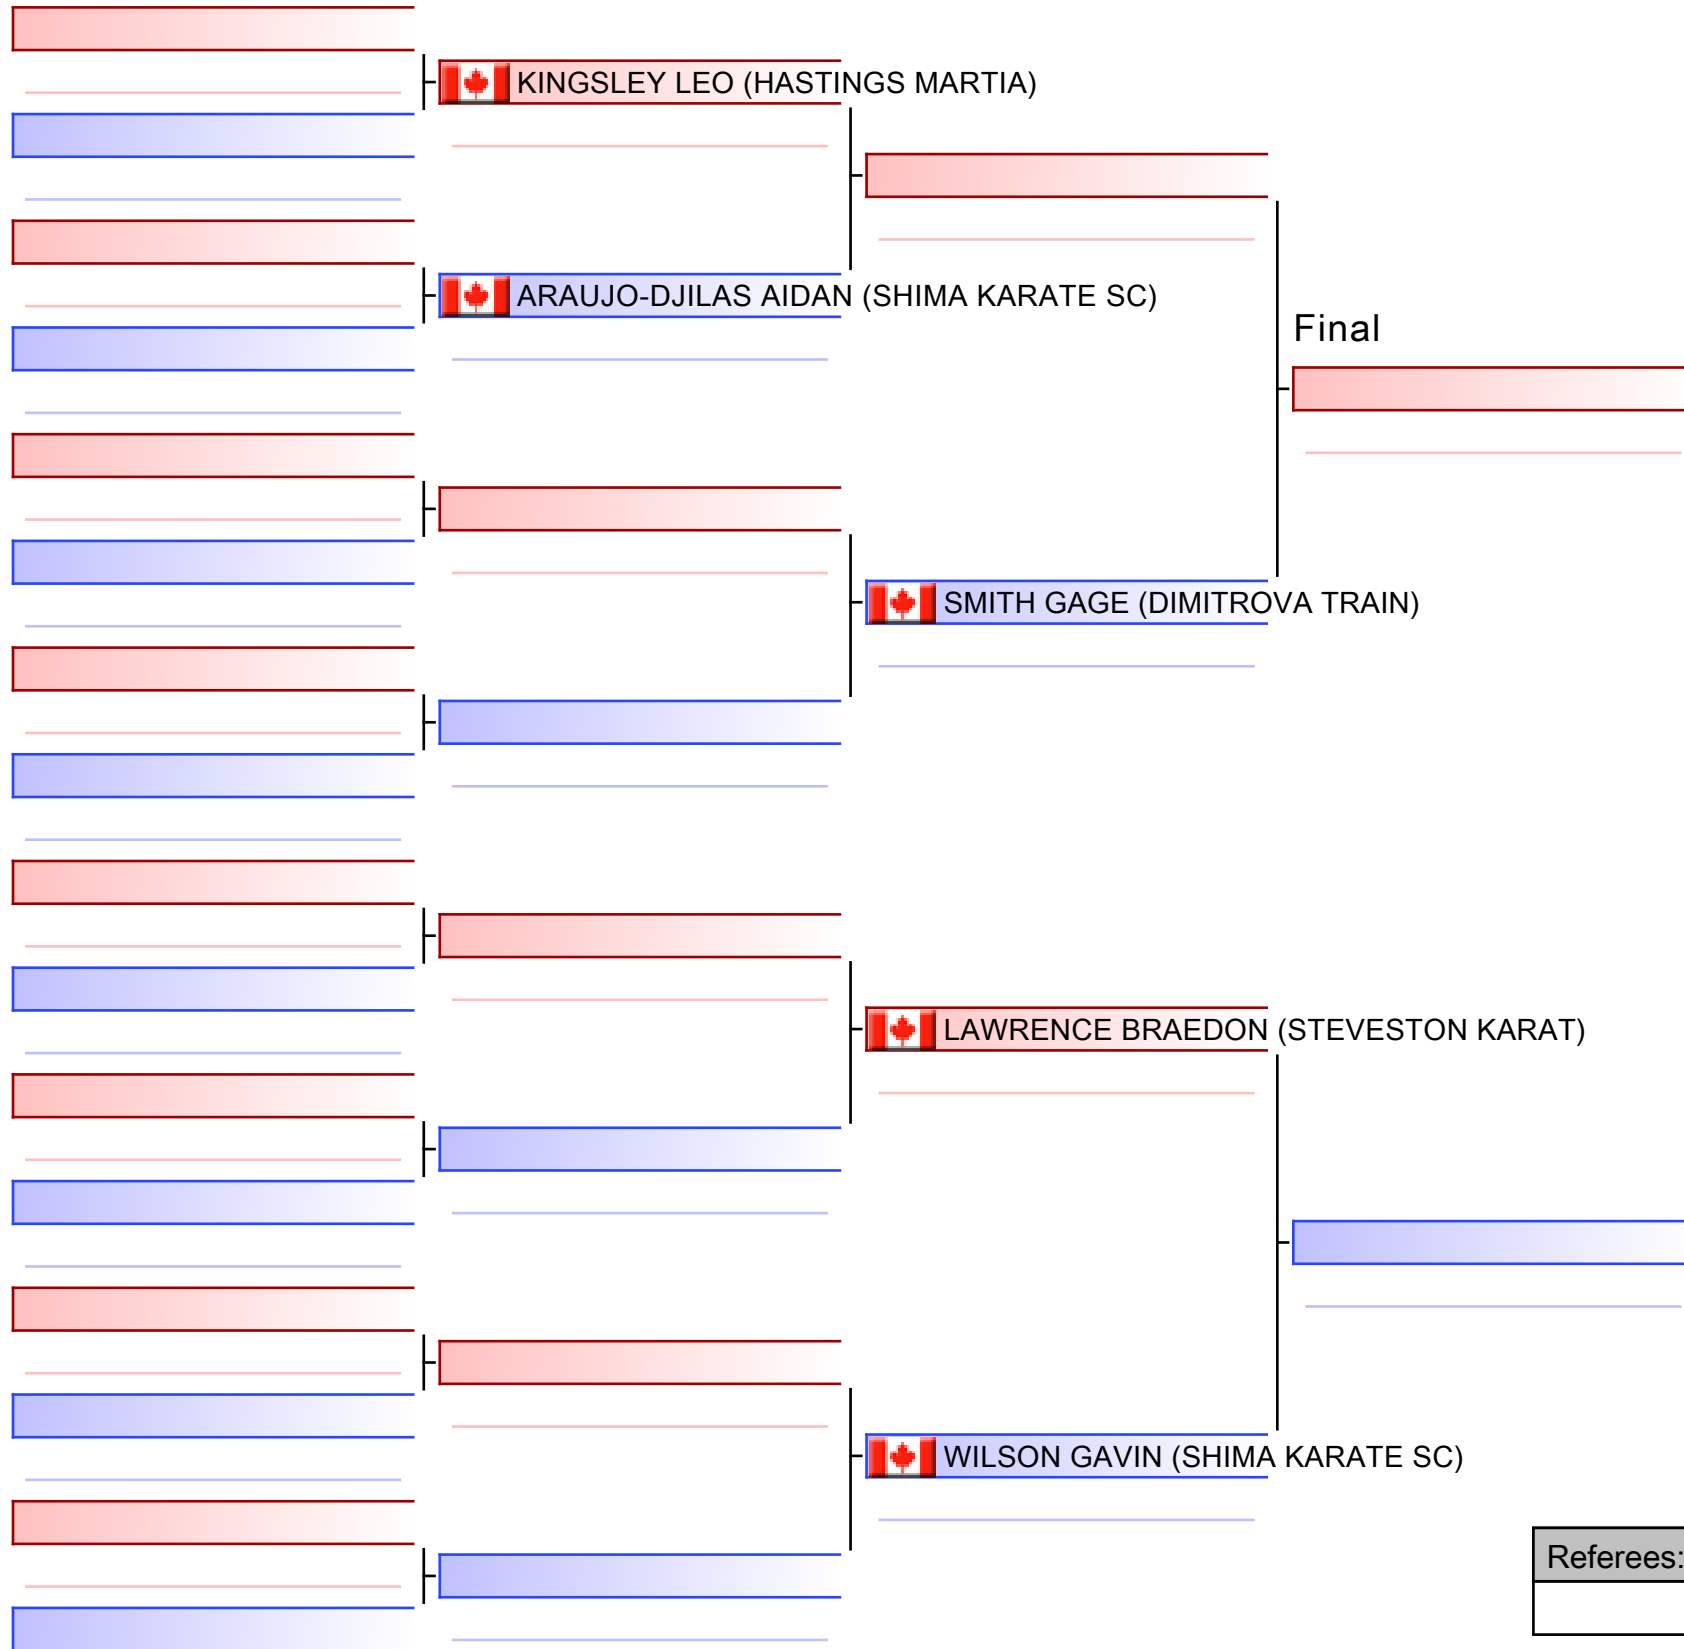 KINGSLEY LEO (HASTINGS MARTIA)
ARAUJO-DJILAS AIDAN (SHIMA KARATE SC)
Final
SMITH GAGE (DIMITROVA TRAIN)
LAWRENCE BRAEDON (STEVESTON KARAT)
WILSON GAVIN (SHIMA KARATE SC)
Referees: